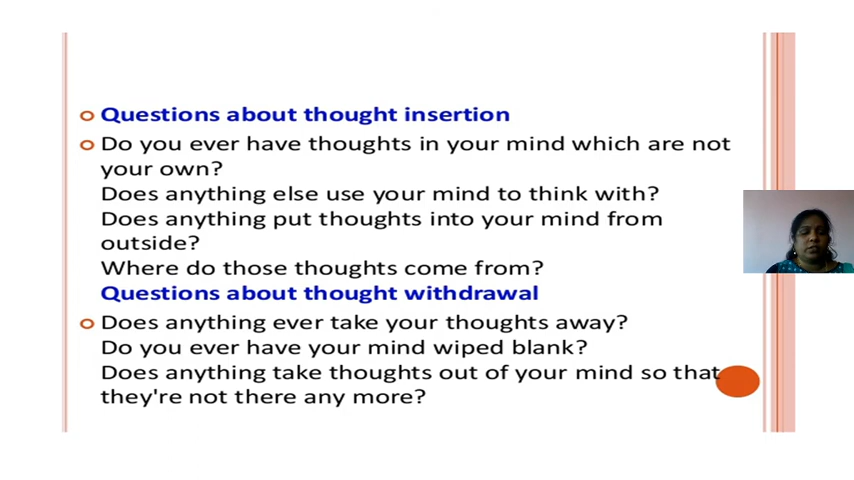 Questions about thought insertion
Do you ever have thoughts in your mind which are not
your own?
Does anything else use your mind to think with?
Does anything put thoughts into your mind from
outside?
Where do those thoughts come from?
Questions about thought withdrawal
Does anything ever take your thoughts away?
Do you ever have your mind wiped blank?
Does anything take thoughts out of your mind so that
they're not there any more?